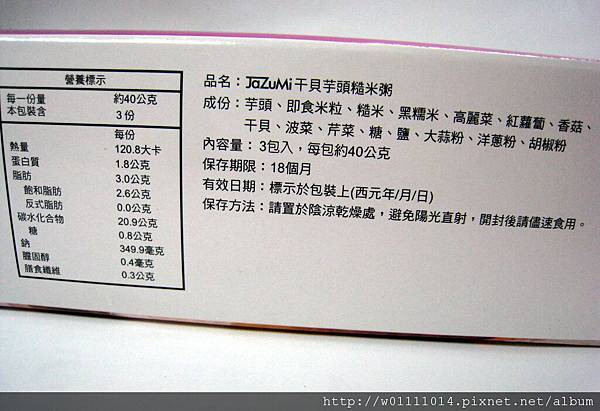 營養標示
每一份量 約40公克
本包裝含 3份
每份
熱量 120.8大卡
蛋白質 1.8公克
脂肪 3.0公克
飽和脂肪 2.6公克
反式脂肪 0.0公克
碳水化合物 20.9公克
糖 0.8公克
鈉 349.9毫克
膽固醇 0.4毫克
膳食纖維 0.3公克
品名：JaZuMi干貝芋頭糙米粥
成份：芋頭、即食米粒、糙米、黑糯米、高麗菜、紅蘿蔔、香菇、
干貝、波菜、芹菜、糖、鹽、大蒜粉、洋蔥粉、胡椒粉
內容量：3包入，每包約40公克
保存期限：18個月
有效日期：標示於包裝上(西元年/月/日)
保存方法：請置於陰涼乾燥處，避免陽光直射，開封後請儘速食用。
http://w01111014.pixnet.net/album